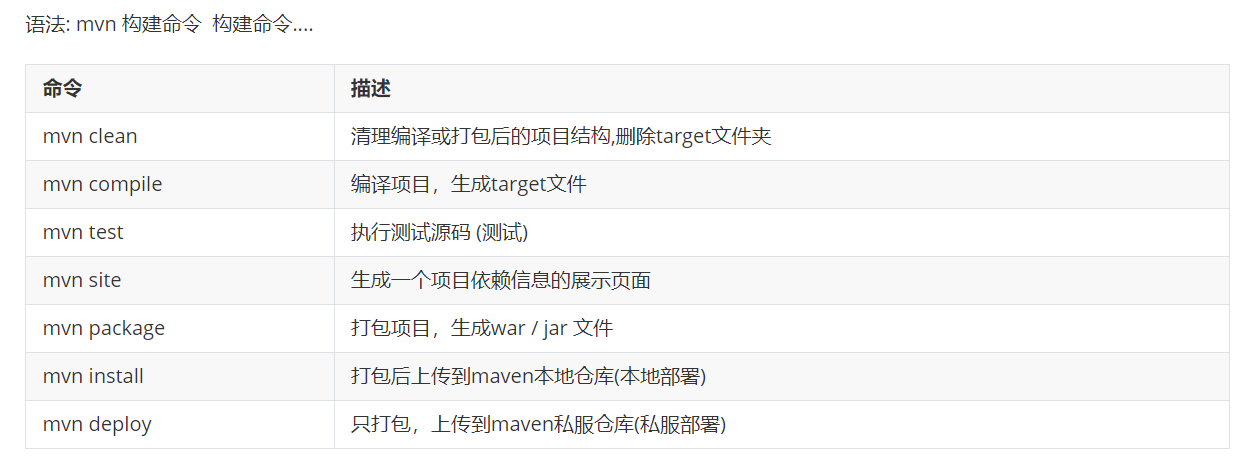 语法: mvn 构建命令  构建命令....
命令 描述
mvn clean 清理编译或打包后的项目结构,删除target文件夹
mvn compile 编译项目，生成target文件
mvn test 执行测试源码 (测试)
mvn site 生成一个项目依赖信息的展示页面
mvn package 打包项目，生成war / jar 文件
mvn install 打包后上传到maven本地仓库(本地部署)
mvn deploy 只打包，上传到maven私服仓库(私服部署)